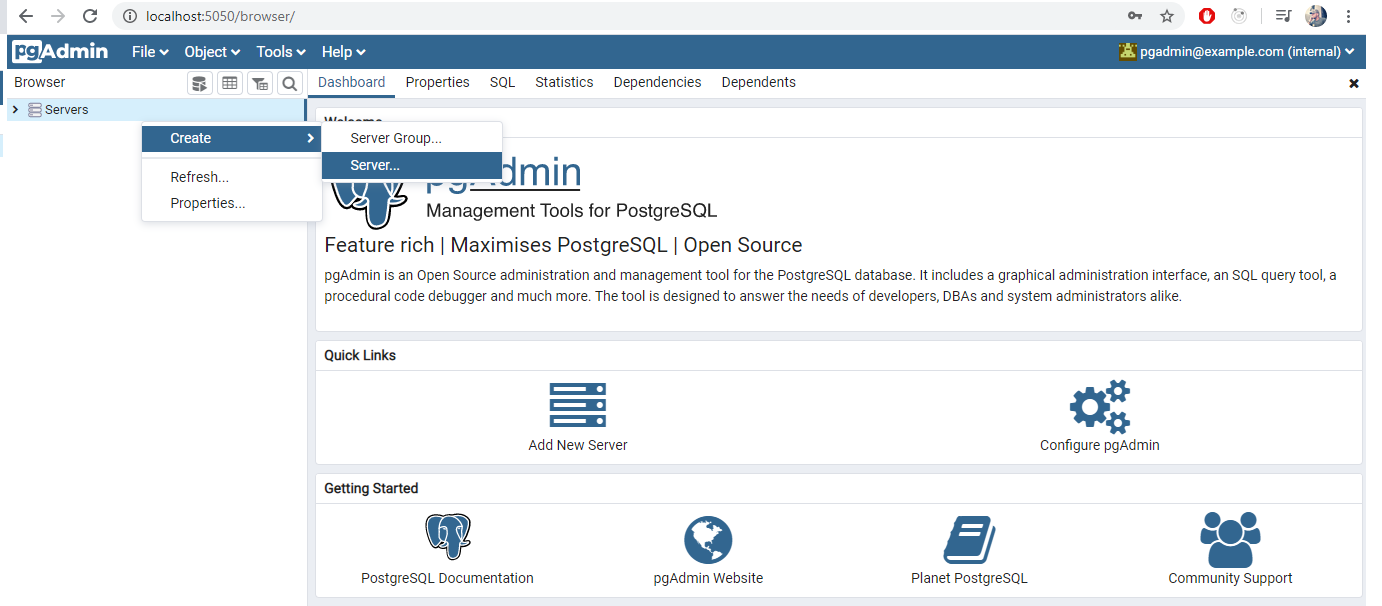 localhost:5050/browser/
pgAdmin File Object Tools Help pgadmin@example.com (internal)
Browser Dashboard Properties SQL Statistics Dependencies Dependents
Servers
Welcome
Create Server Group...
Server...
Refresh...
Properties...
pgAdmin
Management Tools for PostgreSQL
Feature rich | Maximises PostgreSQL | Open Source
pgAdmin is an Open Source administration and management tool for the PostgreSQL database. It includes a graphical administration interface, an SQL query tool, a
procedural code debugger and much more. The tool is designed to answer the needs of developers, DBAs and system administrators alike.
Quick Links
Add New Server Configure pgAdmin
Getting Started
PostgreSQL Documentation pgAdmin Website Planet PostgreSQL Community Support